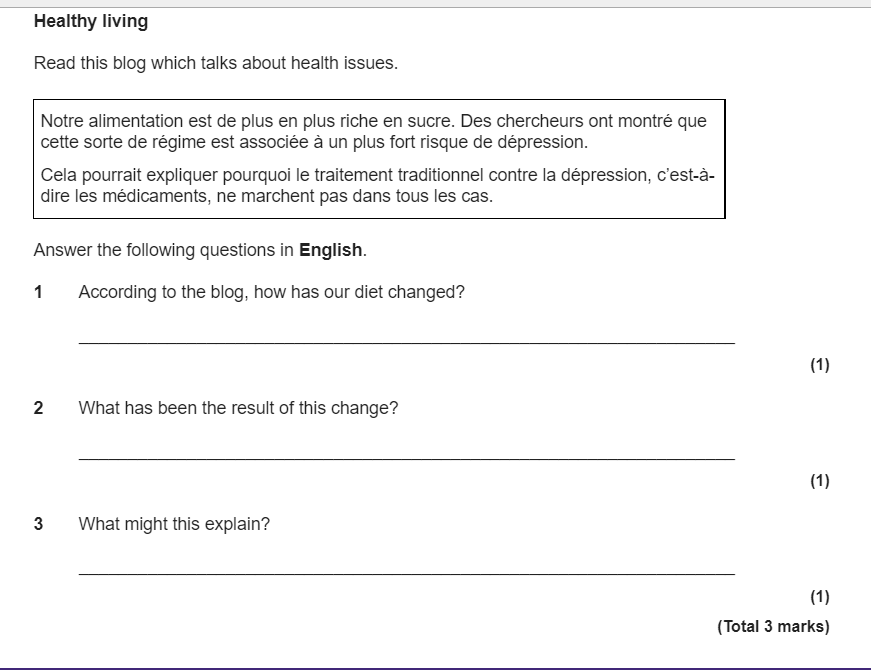 Healthy living
Read this blog which talks about health issues.
Notre alimentation est de plus en plus riche en sucre. Des chercheurs ont montré que
cette sorte de régime est associée à un plus fort risque de dépression.
Cela pourrait expliquer pourquoi le traitement traditionnel contre la dépression, c'est-à-
dire les médicaments, ne marchent pas dans tous les cas.
Answer the following questions in English.
1 According to the blog, how has our diet changed?
(1)
2 What has been the result of this change?
(1)
3 What might this explain?
(1)
(Total 3 marks)